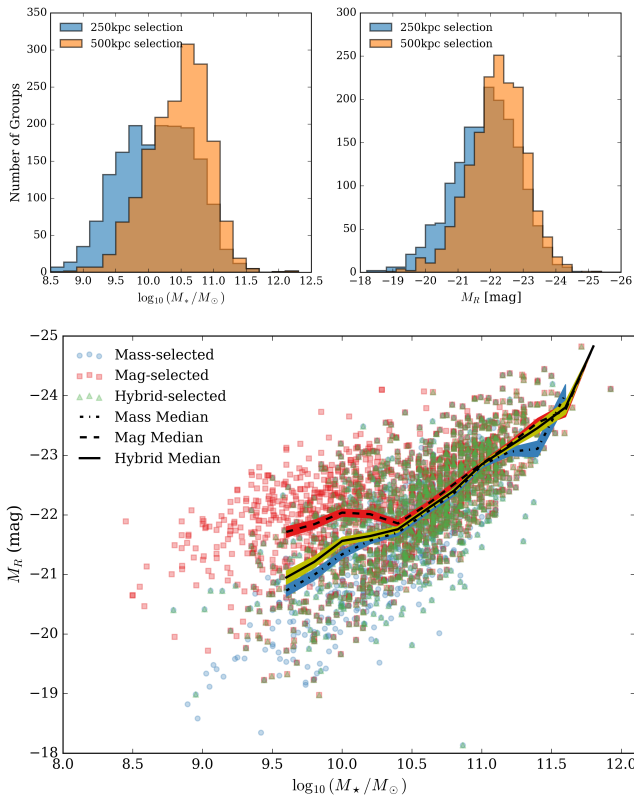 250kpc selection
500kpc selection
Number of Groups
350
300
250
200
150
100
50
0
8.5 9.0 9.5 10.0 10.5 11.0 11.5 12.0 12.5
log₁₀(M∗/M⊙)
250kpc selection
500kpc selection
300
250
200
150
100
50
0
−18 −19 −20 −21 −22 −23 −24 −25 −26
M_R [mag]
Mass-selected
Mag-selected
Hybrid-selected
Mass Median
Mag Median
Hybrid Median
M_R (mag)
−25
−24
−23
−22
−21
−20
−19
−18
8.0 8.5 9.0 9.5 10.0 10.5 11.0 11.5 12.0
log₁₀(M⋆/M⊙)